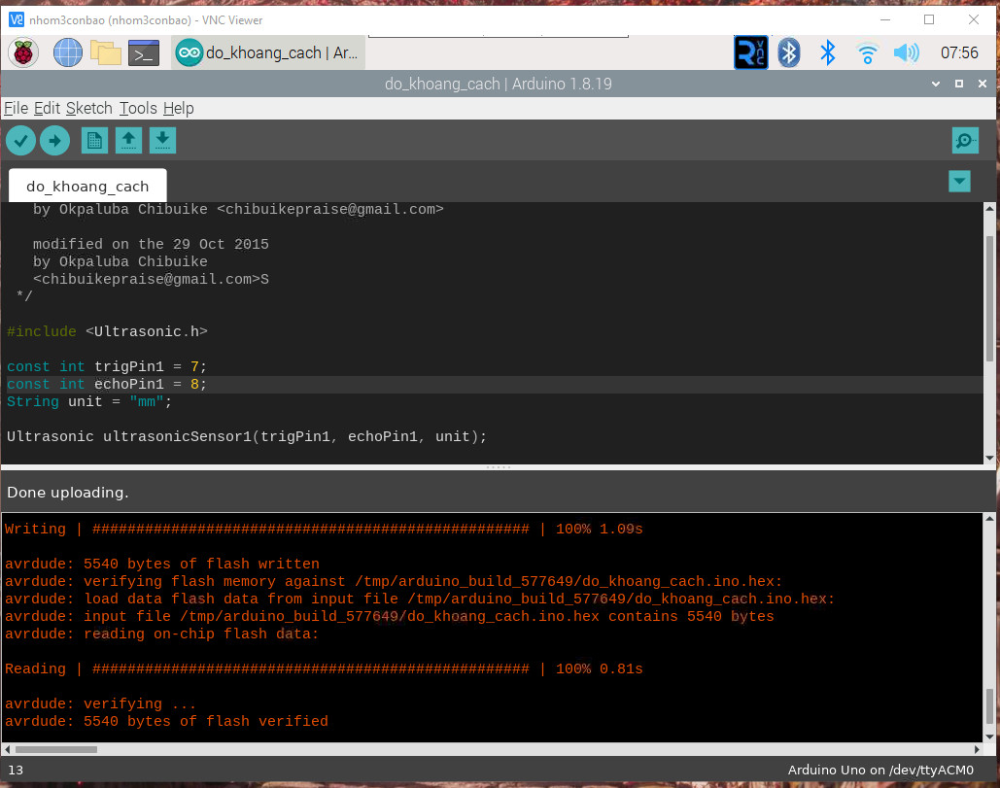 nhom3conbao (nhom3conbao) - VNC Viewer
do_khoang_cach | Ar...
07:56
do_khoang_cach | Arduino 1.8.19
File Edit Sketch Tools Help
do_khoang_cach
by Okpaluba Chibuike <chibuikepraise@gmail.com>
modified on the 29 Oct 2015
by Okpaluba Chibuike
<chibuikepraise@gmail.com>S
*/
#include <Ultrasonic.h>
const int trigPin1 = 7;
const int echoPin1 = 8;
String unit = "mm";
Ultrasonic ultrasonicSensor1(trigPin1, echoPin1, unit);
Done uploading.
Writing | ################################################## | 100% 1.09s
avrdude: 5540 bytes of flash written
avrdude: verifying flash memory against /tmp/arduino_build_577649/do_khoang_cach.ino.hex:
avrdude: load data flash data from input file /tmp/arduino_build_577649/do_khoang_cach.ino.hex:
avrdude: input file /tmp/arduino_build_577649/do_khoang_cach.ino.hex contains 5540 bytes
avrdude: reading on-chip flash data:
Reading | ################################################## | 100% 0.81s
avrdude: verifying ...
avrdude: 5540 bytes of flash verified
13
Arduino Uno on /dev/ttyACM0